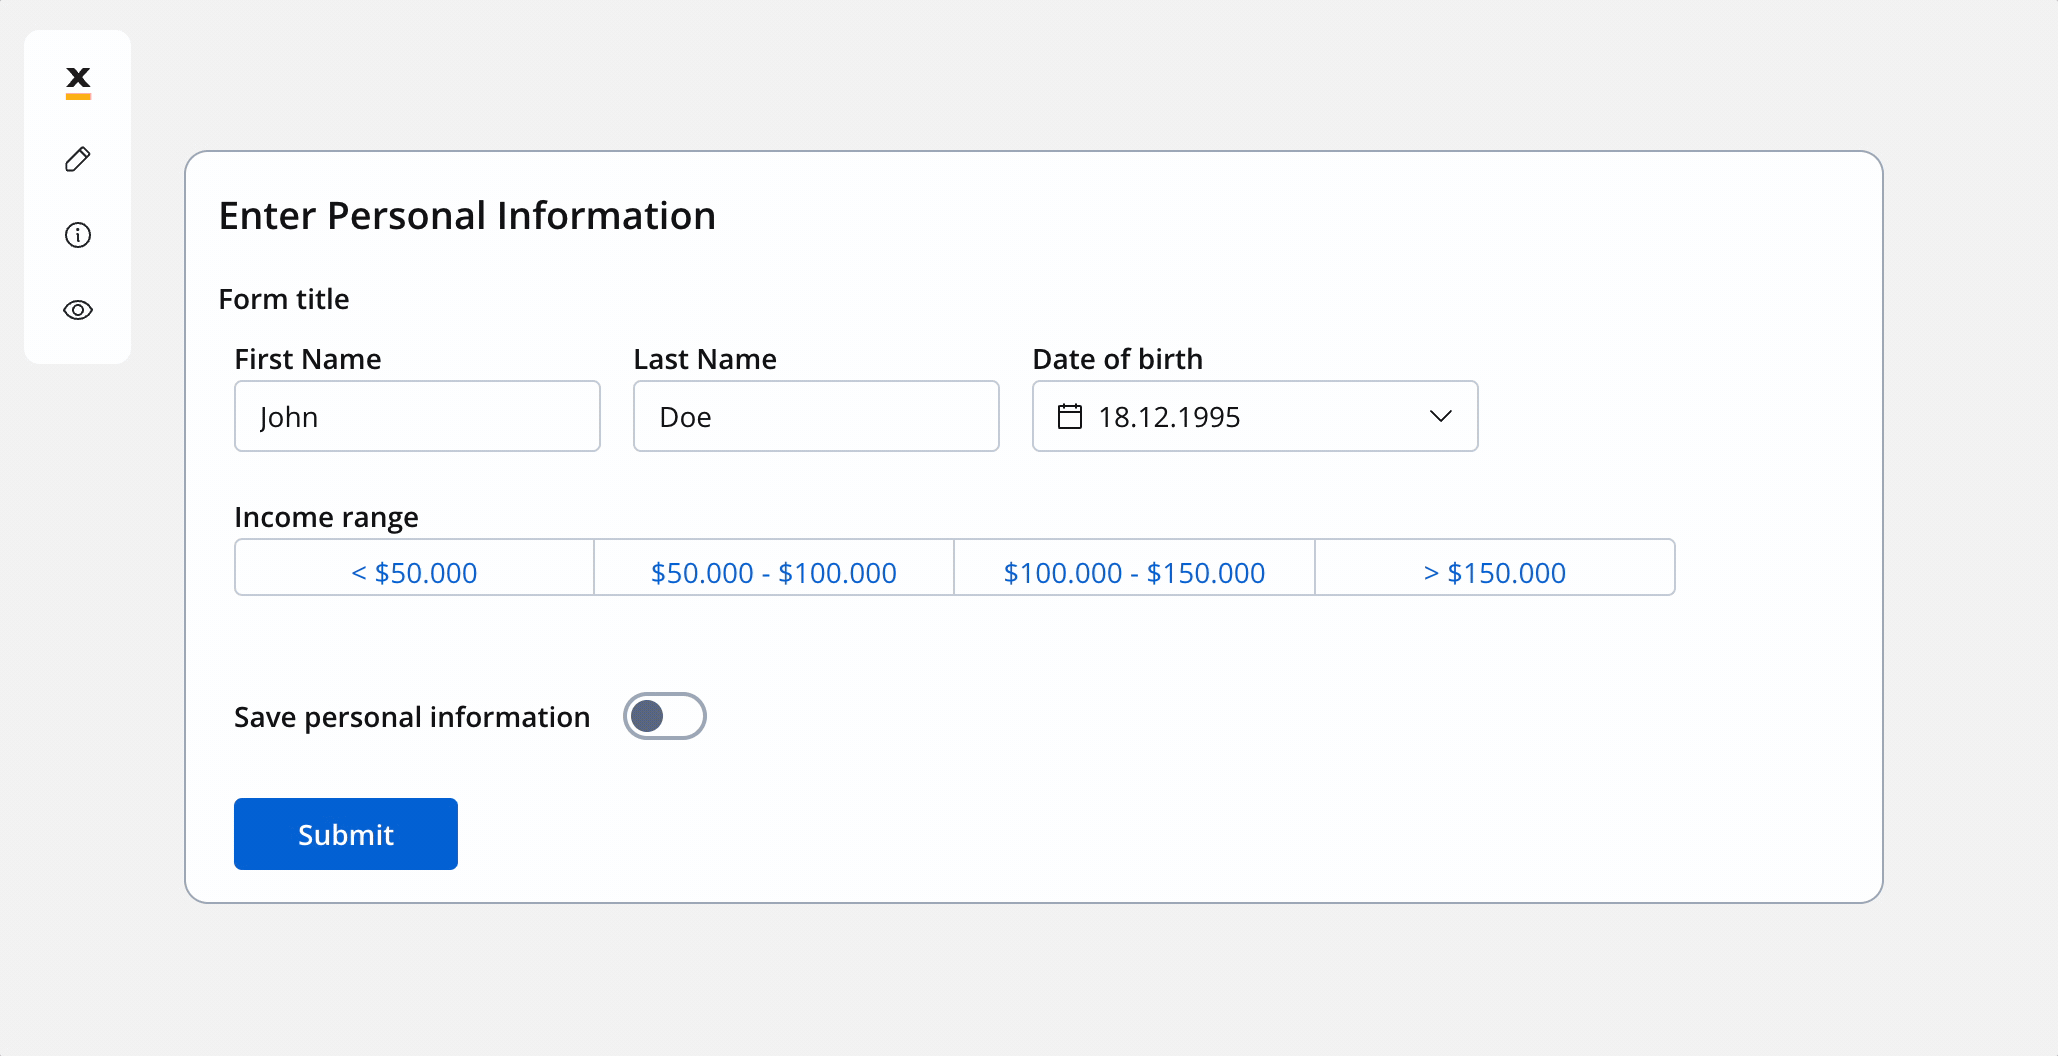 x
Enter Personal Information
Form title
First Name Last Name Date of birth
John Doe 18.12.1995
Income range
< $50.000 $50.000 - $100.000 $100.000 - $150.000 > $150.000
Save personal information
Submit